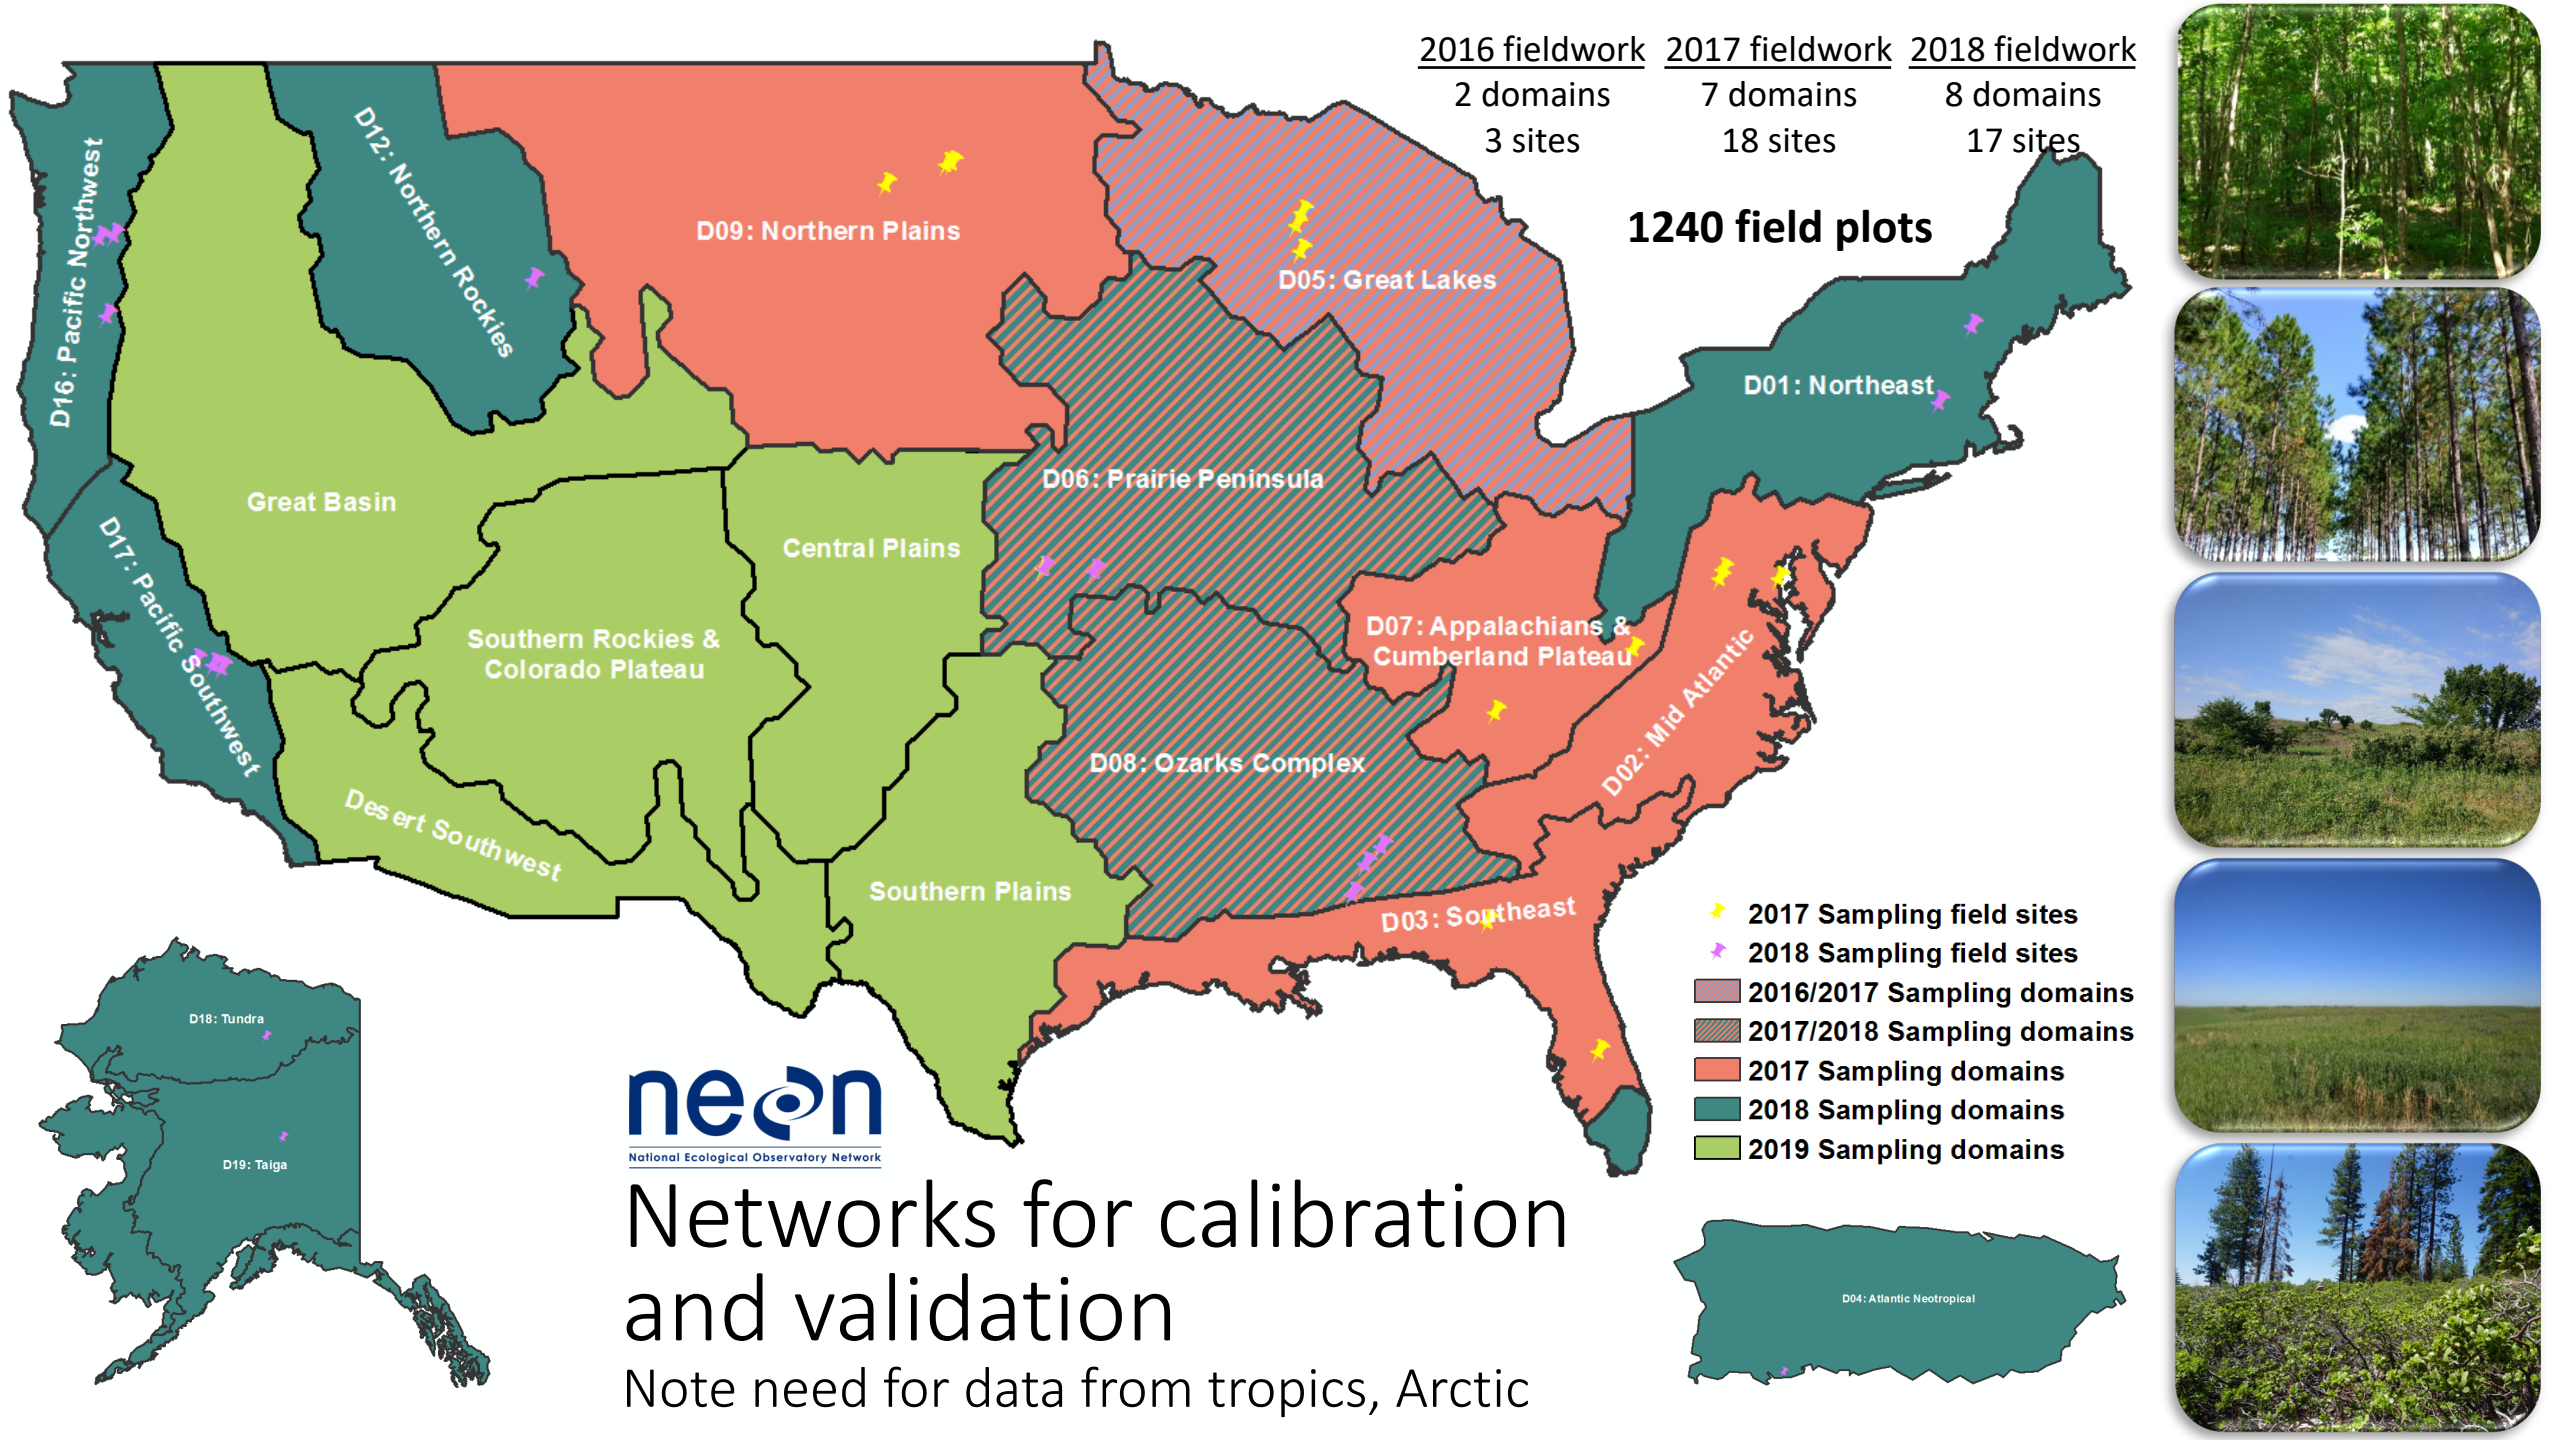 2016 fieldwork
2 domains
3 sites
2017 fieldwork
7 domains
18 sites
2018 fieldwork
8 domains
17 sites
1240 field plots
D16: Pacific Northwest
D12: Northern Rockies
D09: Northern Plains
D05: Great Lakes
D01: Northeast
Great Basin
D06: Prairie Peninsula
Central Plains
D17: Pacific Southwest
Southern Rockies &
Colorado Plateau
D07: Appalachians &
Cumberland Plateau
D02: Mid Atlantic
D08: Ozarks Complex
Desert Southwest
Southern Plains
D03: Southeast
2017 Sampling field sites
2018 Sampling field sites
2016/2017 Sampling domains
2017/2018 Sampling domains
2017 Sampling domains
2018 Sampling domains
2019 Sampling domains
D18: Tundra
D19: Taiga
neon
National Ecological Observatory Network
Networks for calibration
and validation
Note need for data from tropics, Arctic
D04: Atlantic Neotropical